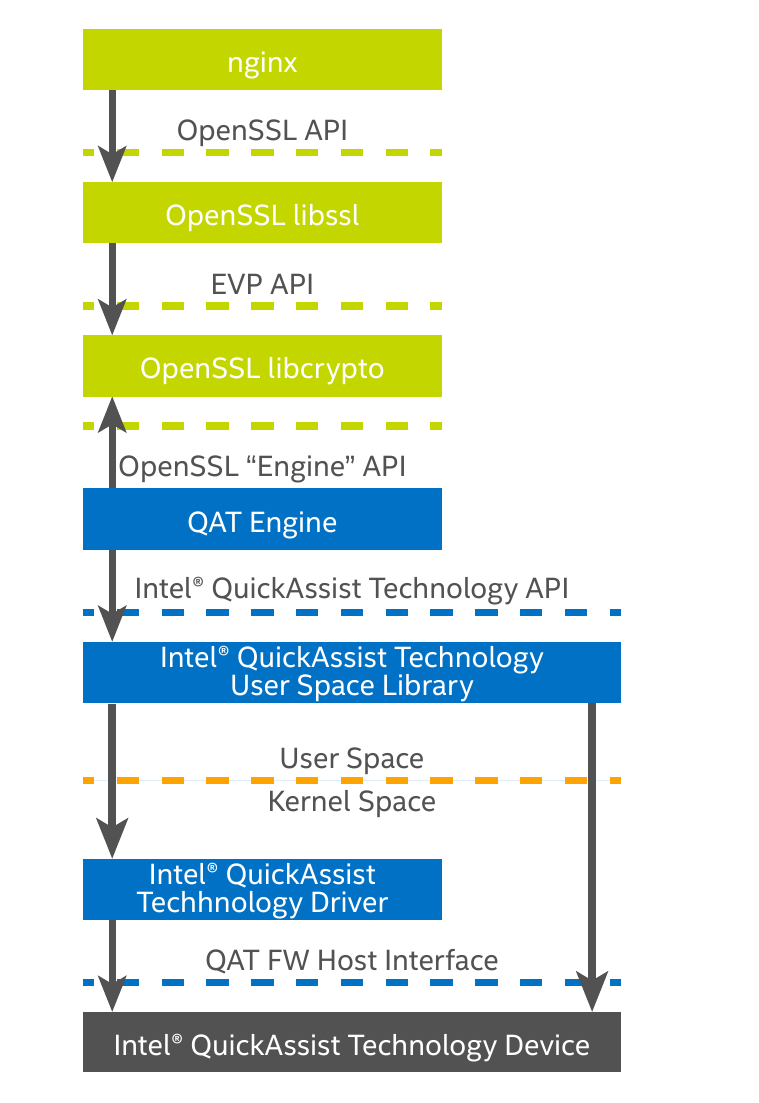 nginx
OpenSSL API
OpenSSL libssl
EVP API
OpenSSL libcrypto
OpenSSL “Engine” API
QAT Engine
Intel® QuickAssist Technology API
Intel® QuickAssist Technology
User Space Library
User Space
Kernel Space
Intel® QuickAssist
Techhnology Driver
QAT FW Host Interface
Intel® QuickAssist Technology Device